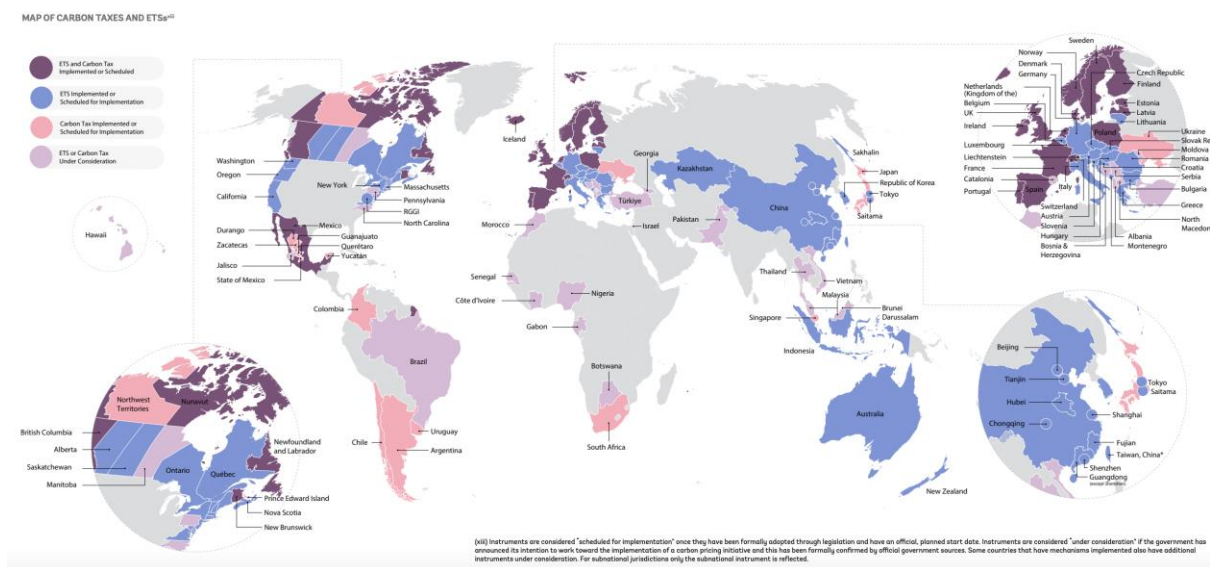 MAP OF CARBON TAXES AND ETSs^xiii
ETS and Carbon Tax
Implemented or Scheduled
ETS Implemented or
Scheduled for Implementation
Carbon Tax Implemented or
Scheduled for Implementation
ETS or Carbon Tax
Under Consideration
Hawaii
Washington
Oregon
California
New York
Massachusetts
Pennsylvania
RGGI
North Carolina
Durango
Mexico
Guanajuato
Zacatecas
Querétaro
Yucatán
Jalisco
State of Mexico
Colombia
Brazil
Chile
Uruguay
Argentina
Iceland
Georgia
Türkiye
Morocco
Israel
Senegal
Nigeria
Côte d'Ivoire
Gabon
Botswana
South Africa
Kazakhstan
China
Sakhalin
Japan
Republic of Korea
Tokyo
Saitama
Pakistan
Thailand
Vietnam
Malaysia
Brunei
Darussalam
Singapore
Indonesia
Australia
New Zealand
Northwest
Territories
Nunavut
British Columbia
Alberta
Saskatchewan
Manitoba
Ontario
Québec
Newfoundland
and Labrador
Prince Edward Island
Nova Scotia
New Brunswick
Sweden
Norway
Denmark
Germany
Netherlands
(Kingdom of the)
Belgium
UK
Ireland
Luxembourg
Liechtenstein
France
Catalonia
Portugal
Spain
Italy
Switzerland
Austria
Slovenia
Hungary
Bosnia &
Herzegovina
Poland
Czech Republic
Finland
Estonia
Latvia
Lithuania
Ukraine
Slovak Re
Moldova
Romania
Croatia
Serbia
Bulgaria
Greece
North
Macedon
Albania
Montenegro
Beijing
Tianjin
Hubei
Chongqing
Tokyo
Saitama
Shanghai
Fujian
Taiwan, China*
Shenzhen
Guangdong
(except Shenzhen)
(xiii) Instruments are considered "scheduled for implementation" once they have been formally adopted through legislation and have an official, planned start date. Instruments are considered "under consideration" if the government has
announced its intention to work toward the implementation of a carbon pricing initiative and this has been formally confirmed by official government sources. Some countries that have mechanisms implemented also have additional
instruments under consideration. For subnational jurisdictions only the subnational instrument is reflected.